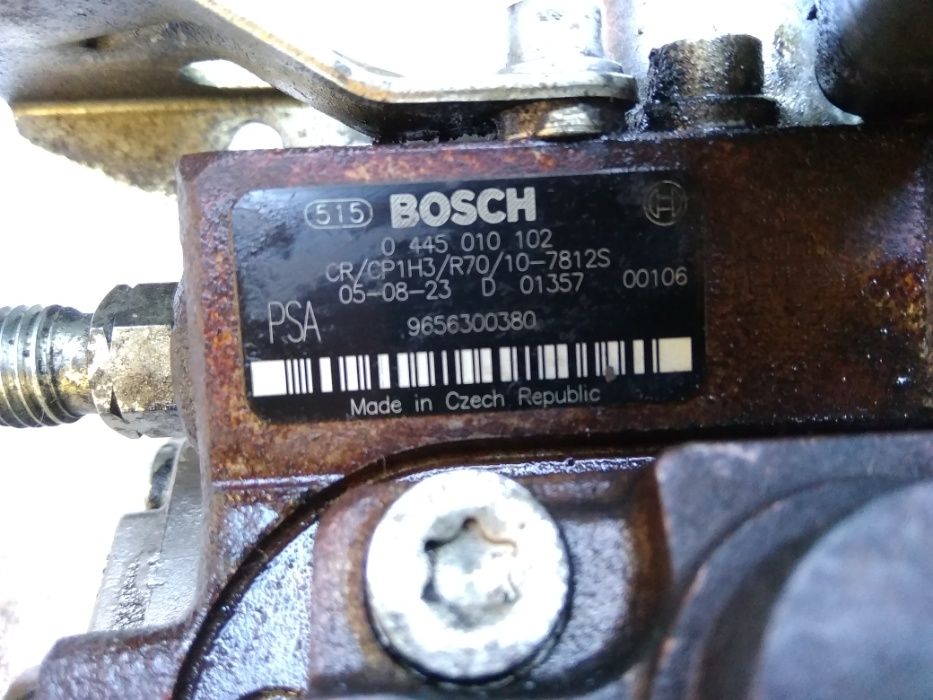 515 BOSCH
0 445 010 102
CR/CP1H3/R70/10-7812S
05-08-23 D 01357 00106
PSA 9656300380
Made in Czech Republic